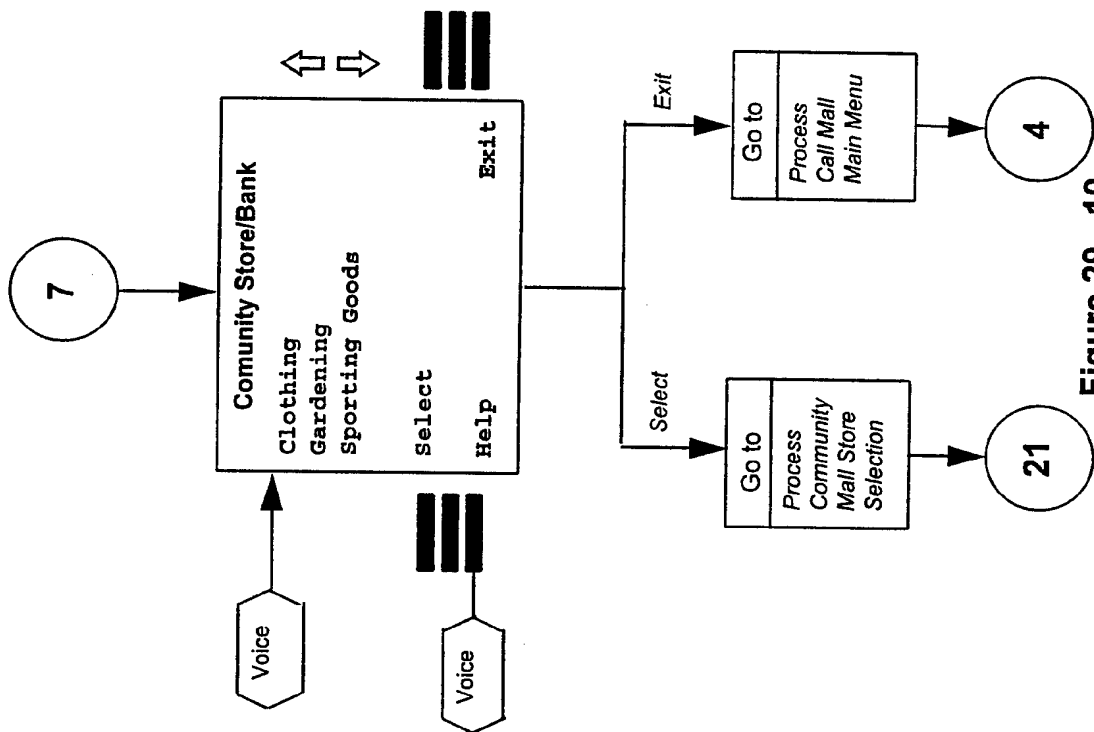 7
Voice
Comunity Store/Bank
Clothing
Gardening
Sporting Goods
Select
Voice
Help Exit
Select
Exit
Go to
Process
Community
Mall Store
Selection
Go to
Process
Call Mall
Main Menu
21
4
Figure